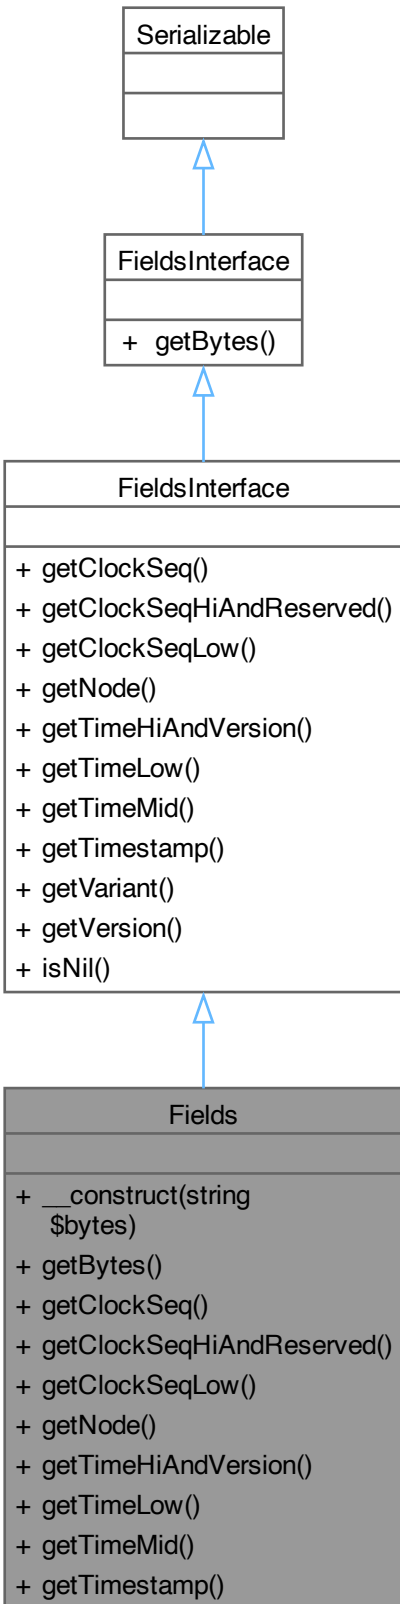 Serializable
FieldsInterface
+ getBytes()
FieldsInterface
+ getClockSeq()
+ getClockSeqHiAndReserved()
+ getClockSeqLow()
+ getNode()
+ getTimeHiAndVersion()
+ getTimeLow()
+ getTimeMid()
+ getTimestamp()
+ getVariant()
+ getVersion()
+ isNil()
Fields
+ __construct(string
$bytes)
+ getBytes()
+ getClockSeq()
+ getClockSeqHiAndReserved()
+ getClockSeqLow()
+ getNode()
+ getTimeHiAndVersion()
+ getTimeLow()
+ getTimeMid()
+ getTimestamp()